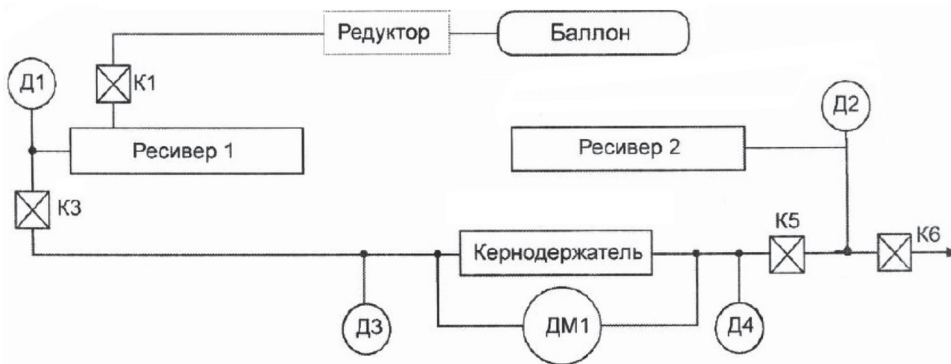 Редуктор
Баллон
Д1
К1
Д2
Ресивер 1
Ресивер 2
К3
К5
К6
Кернодержатель
Д3
ДМ1
Д4